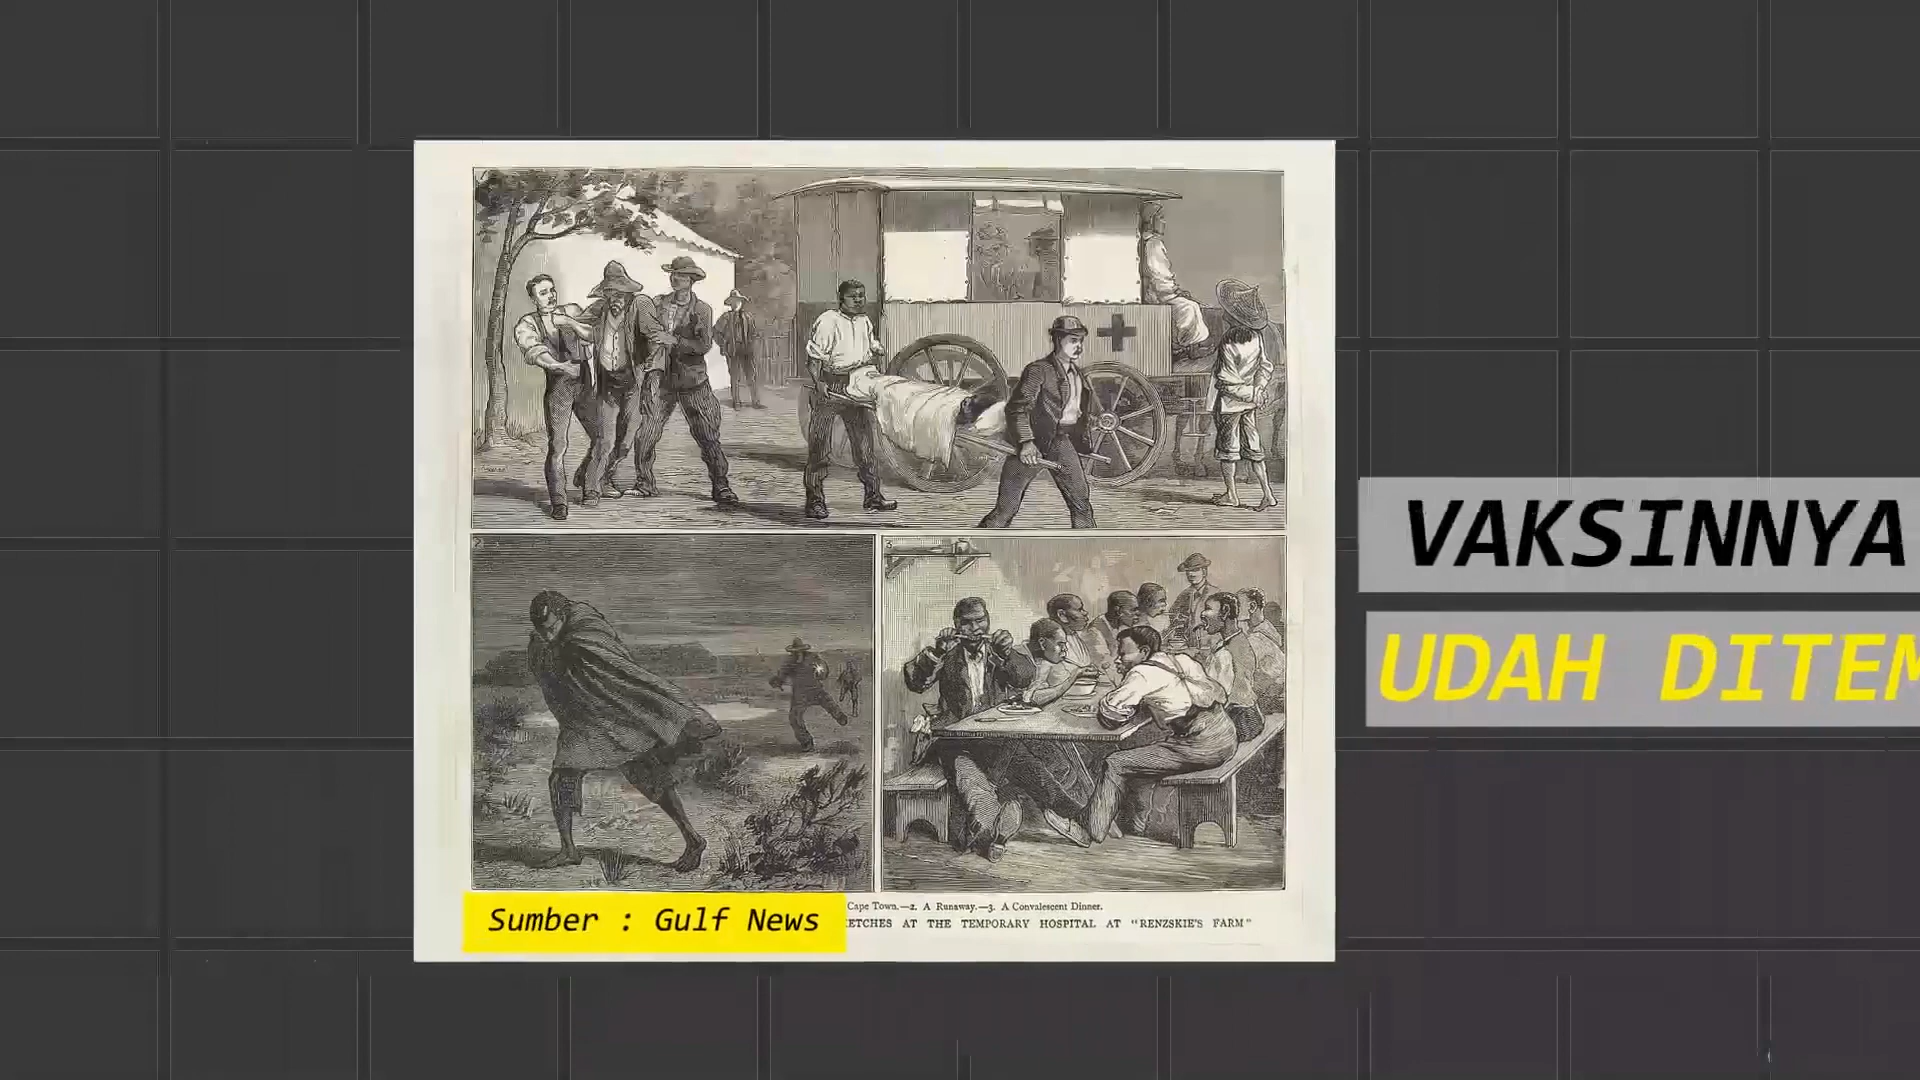 VAKSINNYA
UDAH DITEM
Cape Town.—2. A Runaway.—3. A Convalescent Dinner.
Sumber : Gulf News
ETCHES AT THE TEMPORARY HOSPITAL AT "RENZSKIE'S FARM"